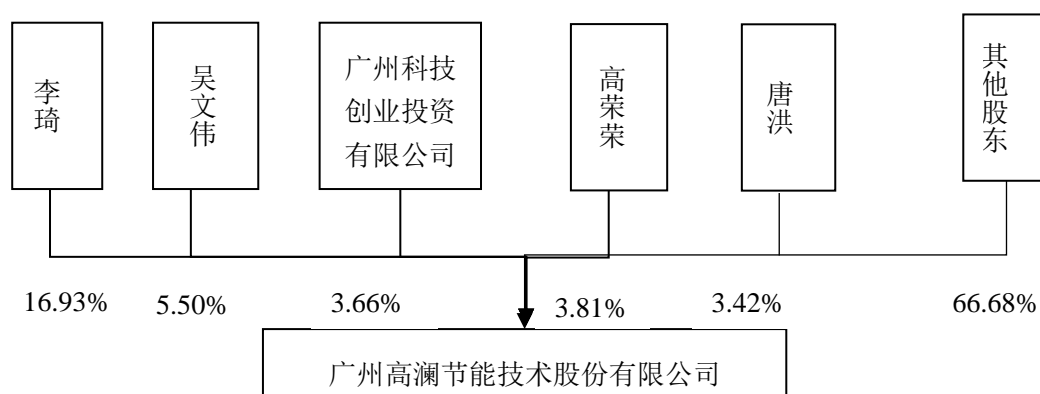 李琦
吴文伟
广州科技
创业投资
有限公司
高荣荣
唐洪
其他股东
16.93%
5.50%
3.66%
3.81%
3.42%
66.68%
广州高澜节能技术股份有限公司